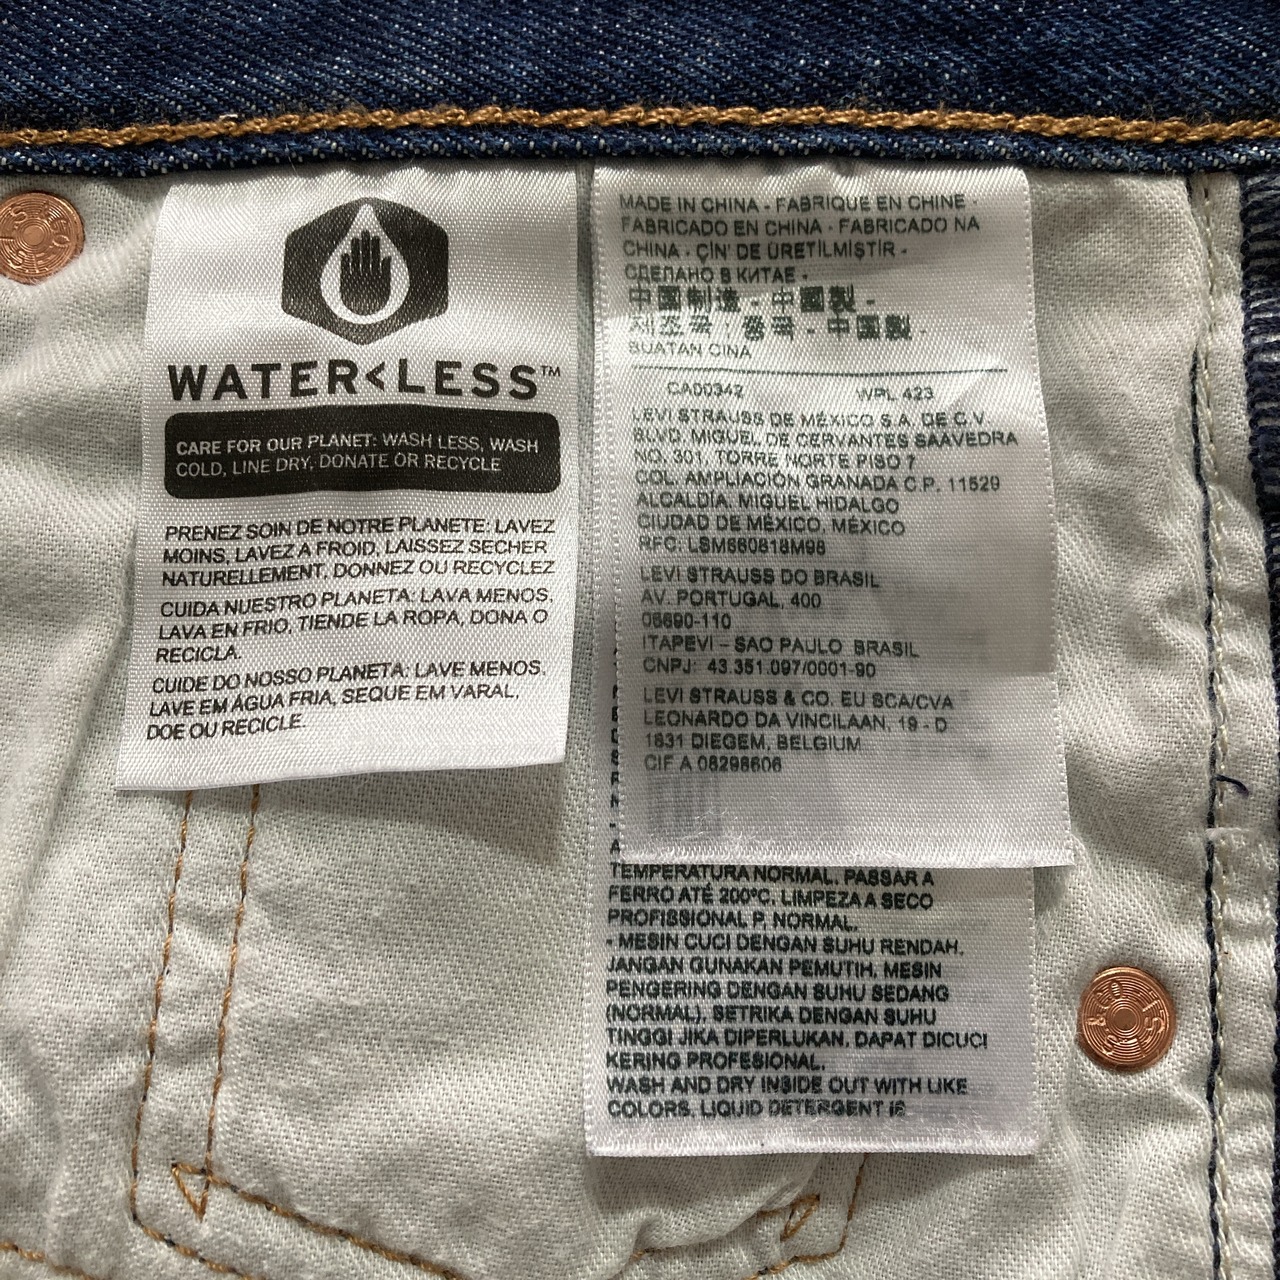 WATER<LESS™
CARE FOR OUR PLANET: WASH LESS, WASH
COLD, LINE DRY, DONATE OR RECYCLE
PRENEZ SOIN DE NOTRE PLANETE: LAVEZ
MOINS, LAVEZ A FROID, LAISSEZ SECHER
NATURELLEMENT, DONNEZ OU RECYCLEZ
CUIDA NUESTRO PLANETA: LAVA MENOS,
LAVA EN FRIO, TIENDE LA ROPA, DONA O
RECICLA.
CUIDE DO NOSSO PLANETA: LAVE MENOS,
LAVE EM ÁGUA FRIA, SEQUE EM VARAL,
DOE OU RECICLE.
MADE IN CHINA - FABRIQUE EN CHINE -
FABRICADO EN CHINA - FABRICADO NA
CHINA - ÇİN' DE ÜRETİLMİŞTİR -
СДЕЛАНО В КИТАЕ -
中国制造 - 中國製 -
제조국 : 중국 - 中国製 -
BUATAN CINA
CA00342 WPL 423
LEVI STRAUSS DE MÉXICO S.A. DE C.V.
BLVD. MIGUEL DE CERVANTES SAAVEDRA
NO. 301, TORRE NORTE PISO 7
COL. AMPLIACIÓN GRANADA C.P. 11529
ALCALDÍA. MIGUEL HIDALGO
CIUDAD DE MÉXICO, MÉXICO
RFC: LSM660818M98
LEVI STRAUSS DO BRASIL
AV. PORTUGAL, 400
06690-110
ITAPEVI – SAO PAULO BRASIL
CNPJ: 43.351.097/0001-90
LEVI STRAUSS & CO. EU SCA/CVA
LEONARDO DA VINCILAAN, 19 - D
1831 DIEGEM, BELGIUM
CIF A 08298606
TEMPERATURA NORMAL. PASSAR A
FERRO ATÉ 200ºC. LIMPEZA A SECO
PROFISSIONAL P, NORMAL.
- MESIN CUCI DENGAN SUHU RENDAH.
JANGAN GUNAKAN PEMUTIH. MESIN
PENGERING DENGAN SUHU SEDANG
(NORMAL). SETRIKA DENGAN SUHU
TINGGI JIKA DIPERLUKAN. DAPAT DICUCI
KERING PROFESIONAL.
WASH AND DRY INSIDE OUT WITH LIKE
COLORS. LIQUID DETERGENT IS